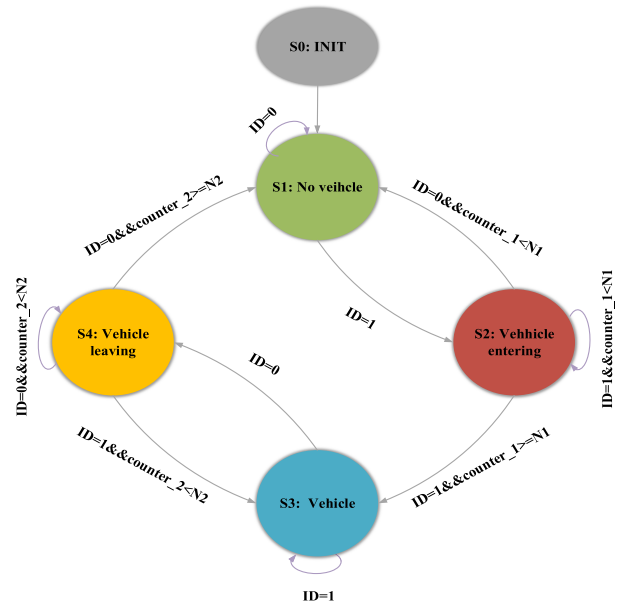 S0: INIT
ID=0
S1: No veihcle
ID=0&&counter_2>=N2
ID=0&&counter_1<N1
ID=1
ID=0&&counter_2<N2
S4: Vehicle
leaving
S2: Vehhicle
entering
ID=1&&counter_1<N1
ID=0
ID=1&&counter_2<N2
ID=1&&counter_1>=N1
S3: Vehicle
ID=1